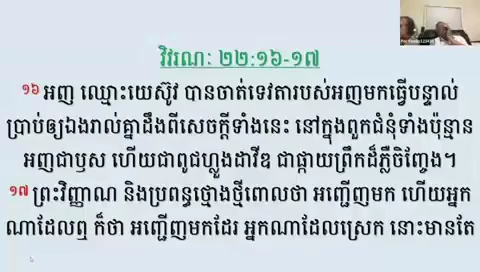 វិវរណៈ ២២:១៦-១៧
១៦ អញ ឈ្មោះយេស៊ូវ បានចាត់ទេវតារបស់អញមកធ្វើបន្ទាល់
ប្រាប់ឲ្យឯងរាល់គ្នាដឹងពីសេចក្ដីទាំងនេះ នៅក្នុងពួកជំនុំទាំងប៉ុន្មាន
អញជាឫស ហើយជាពូជហ្លួងដាវីឌ ជាផ្កាយព្រឹកដ៏ភ្លឺចិញ្ចែង។
១៧ ព្រះវិញ្ញាណ និងប្រពន្ធថ្មោងថ្មីពោលថា អញ្ជើញមក ហើយអ្នក
ណាដែលឮ ក៏ថា អញ្ជើញមកដែរ អ្នកណាដែលស្រេក នោះមានតែ